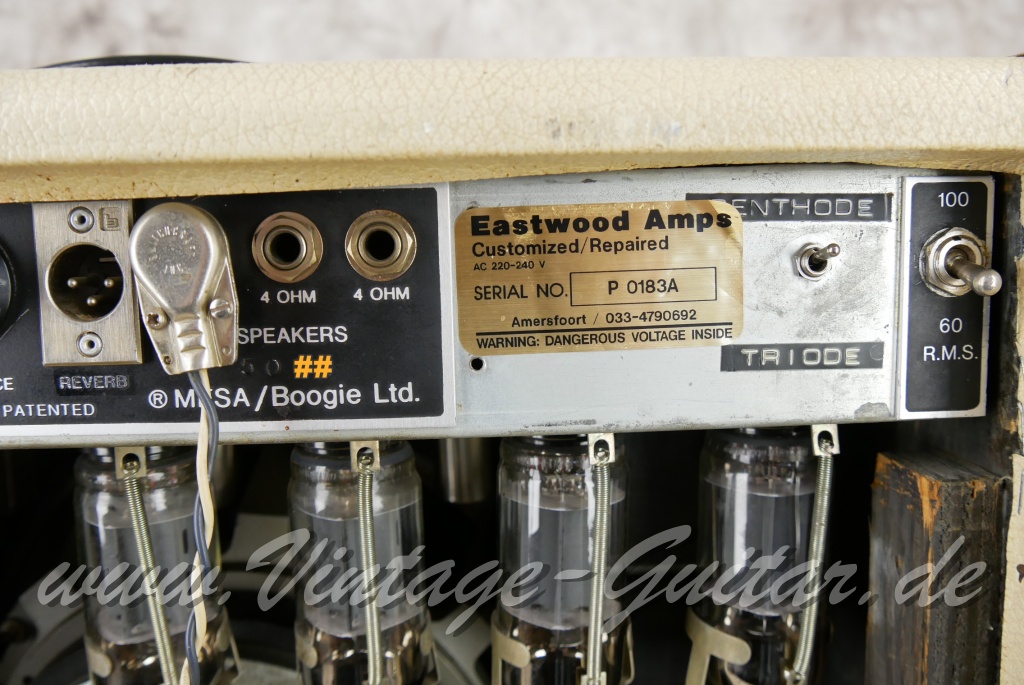 Eastwood Amps
Customized/Repaired
AC 220-240 V
SERIAL NO. P 0183A
Amersfoort / 033-4790692
WARNING: DANGEROUS VOLTAGE INSIDE
ENTHODE
TRIODE
100
60
R.M.S.
4 OHM 4 OHM
SPEAKERS
##
REVERB
CE
PATENTED
® MESA/Boogie Ltd.
www.Vintage-Guitar.de